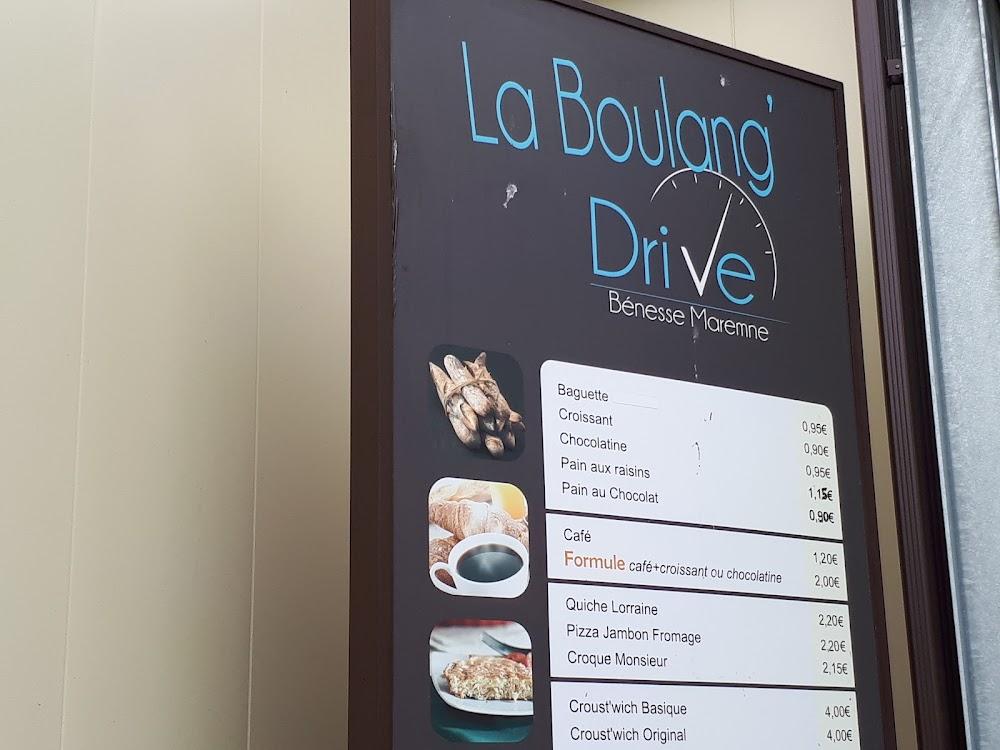 La Boulang'
Drive
Bénesse Maremne
Baguette 0,95€
Croissant 0,90€
Chocolatine 0,95€
Pain aux raisins 1,15€
Pain au Chocolat 0,90€
Café 1,20€
Formule café+croissant ou chocolatine 2,00€
Quiche Lorraine 2,20€
Pizza Jambon Fromage 2,20€
Croque Monsieur 2,15€
Croust'wich Basique 4,00€
Croust'wich Original 4,00€